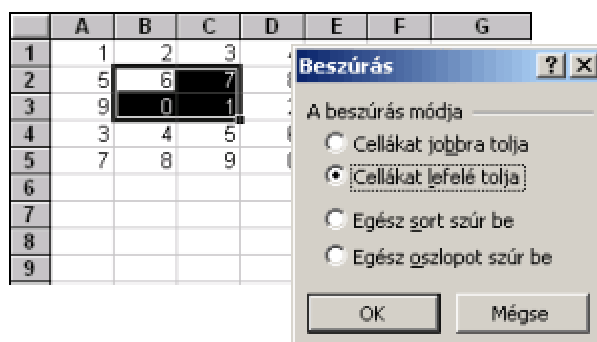 A B C D E F G
1 1 2 3
2 5 6 7
3 9 0 1
4 3 4 5
5 7 8 9
6
7
8
9
Beszúrás ? X
A beszúrás módja
Cellákat jobbra tolja
Cellákat lefelé tolja
Egész sort szúr be
Egész oszlopot szúr be
OK Mégse